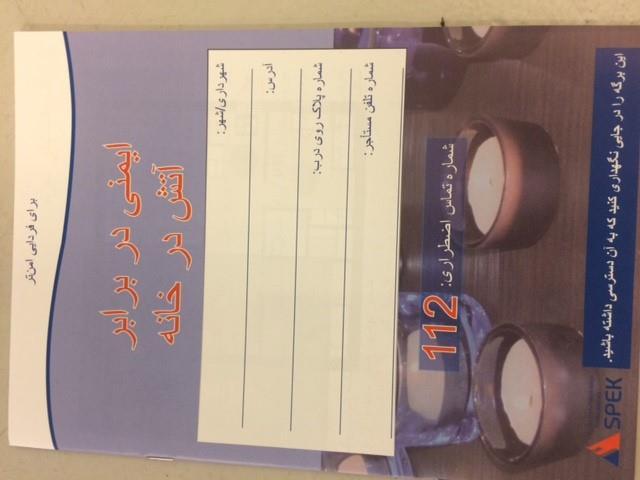 برای فردایی امن‌تر
ایمنی در برابر
آتش در خانه
شهرداری/شهر:
آدرس:
شماره پلاک روی درب:
شماره تلفن مستأجر:
شماره تماس اضطراری: 112
این برگه را در جایی نگهداری کنید که به آن دسترسی داشته باشید.
SPEK